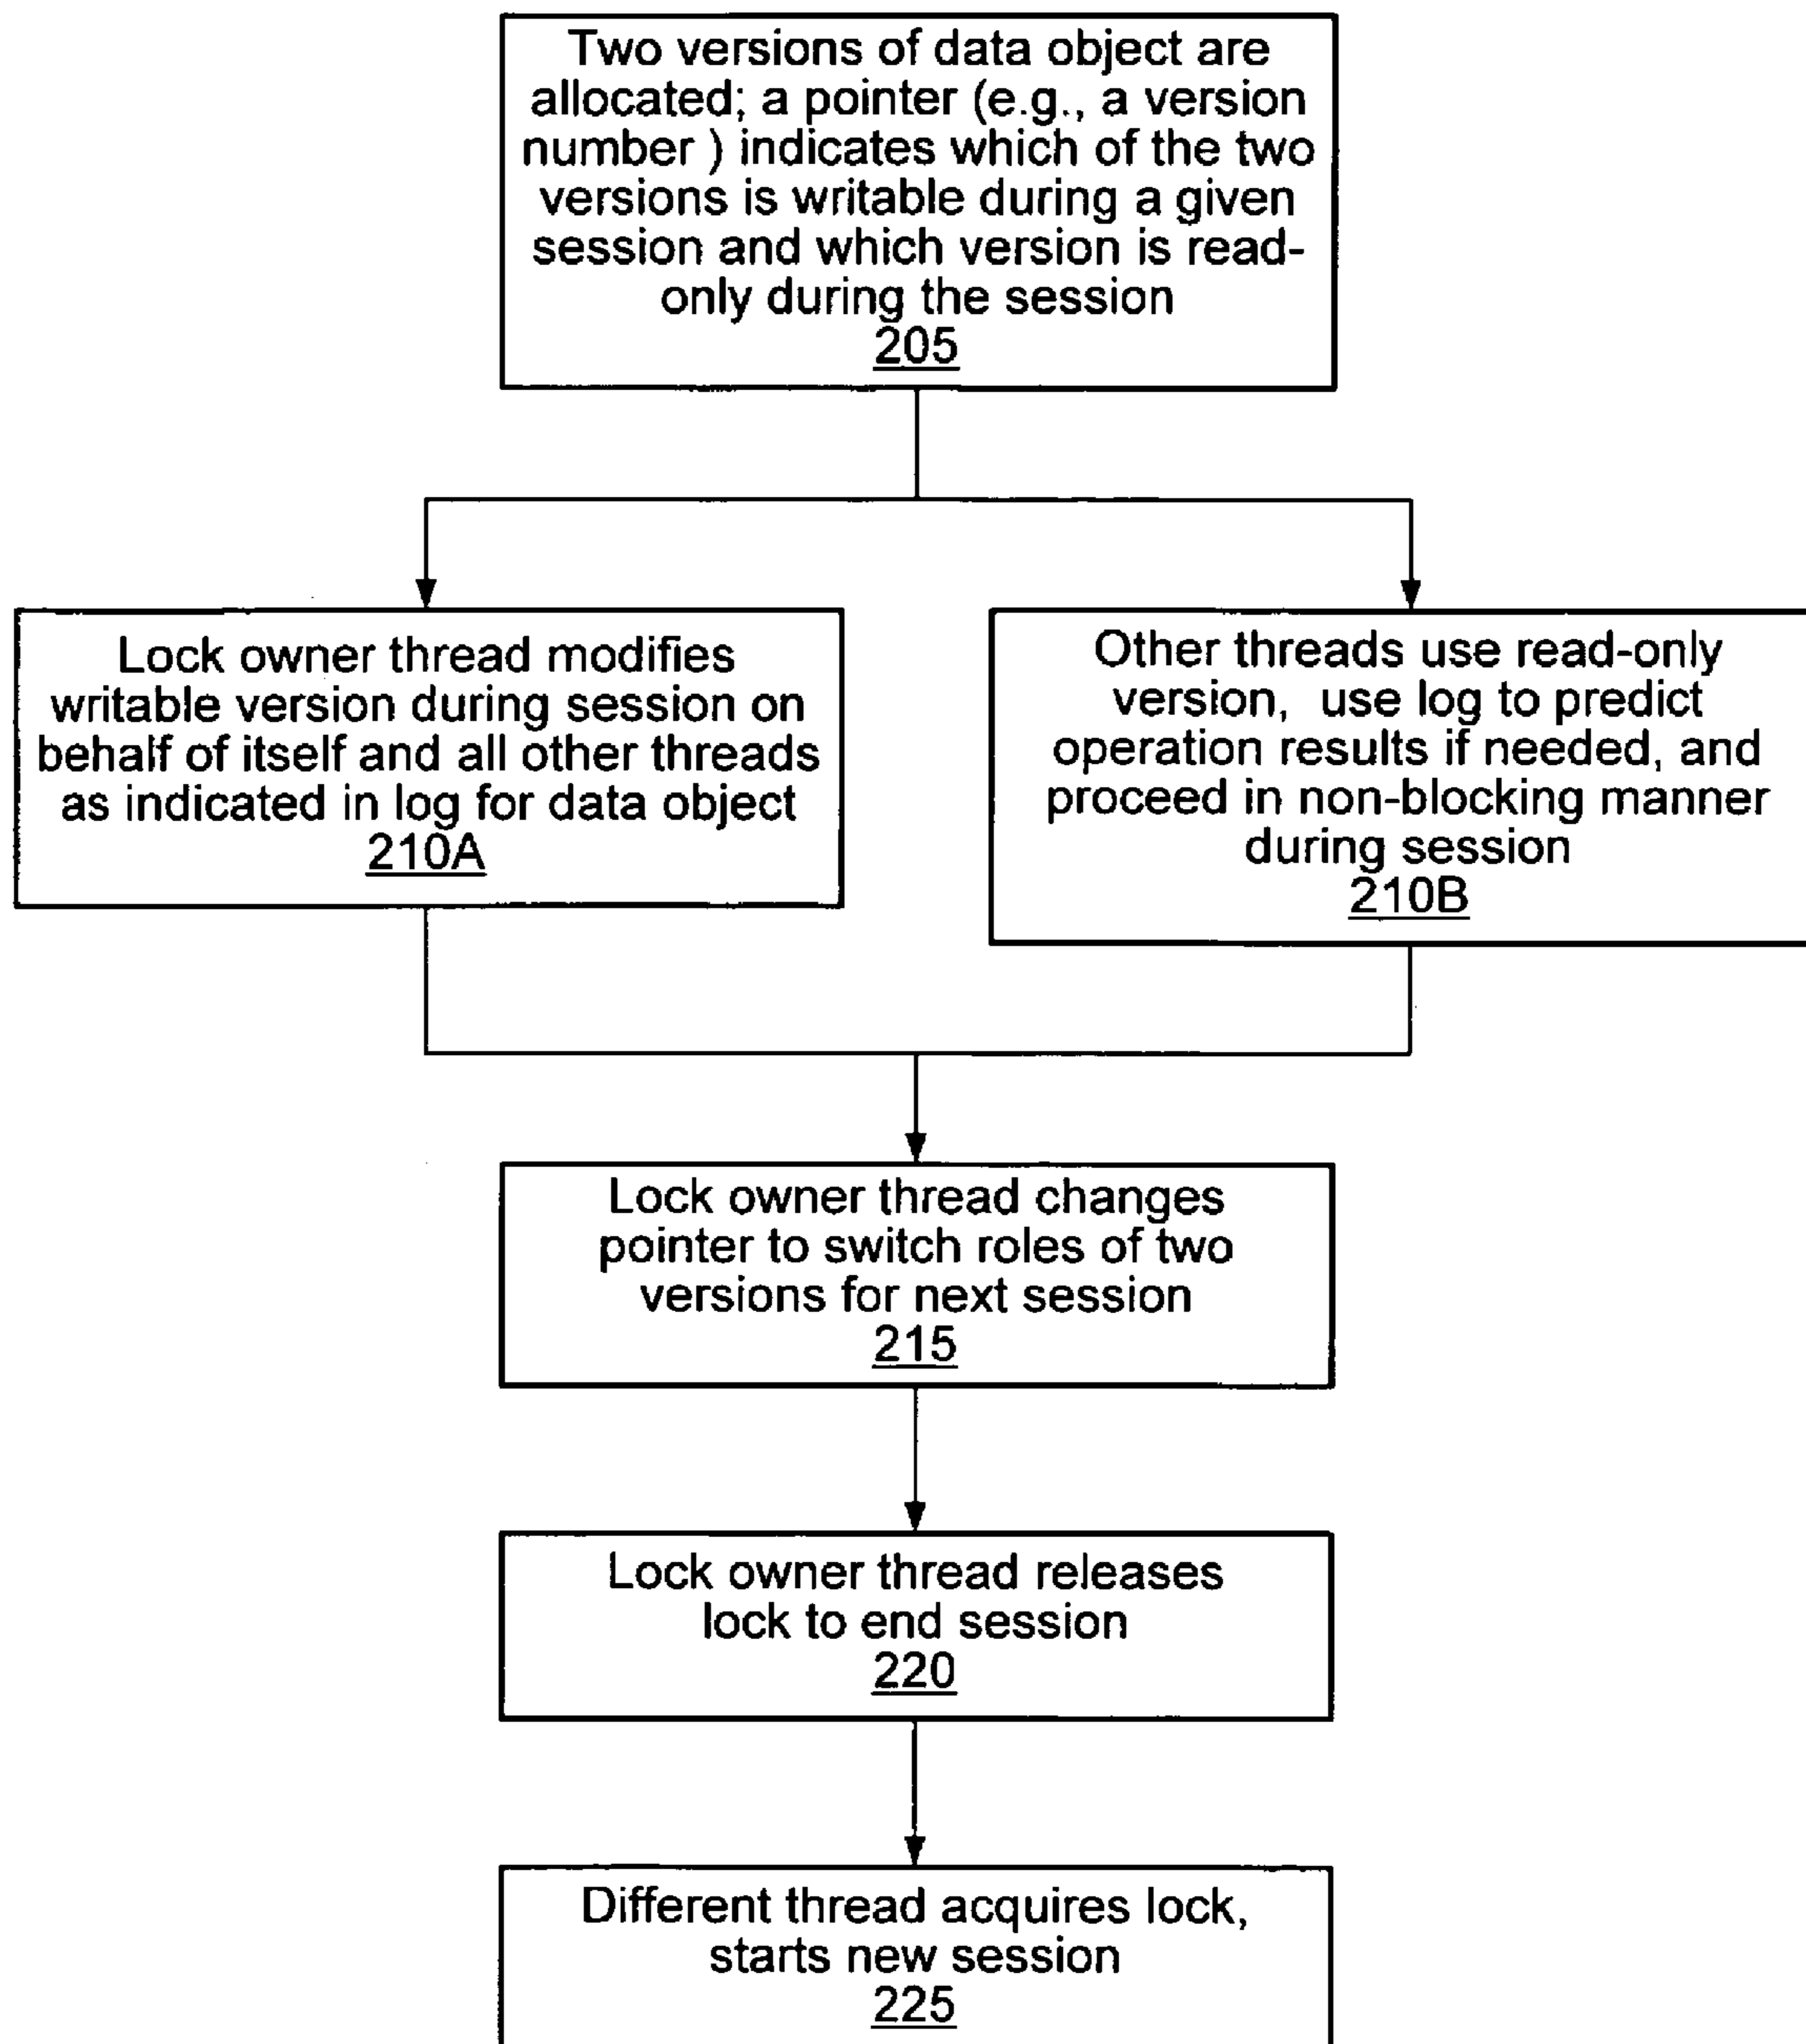 Two versions of data object are
allocated; a pointer (e.g., a version
number ) indicates which of the two
versions is writable during a given
session and which version is read-
only during the session
205
Lock owner thread modifies
writable version during session on
behalf of itself and all other threads
as indicated in log for data object
210A
Other threads use read-only
version, use log to predict
operation results if needed, and
proceed in non-blocking manner
during session
210B
Lock owner thread changes
pointer to switch roles of two
versions for next session
215
Lock owner thread releases
lock to end session
220
Different thread acquires lock,
starts new session
225